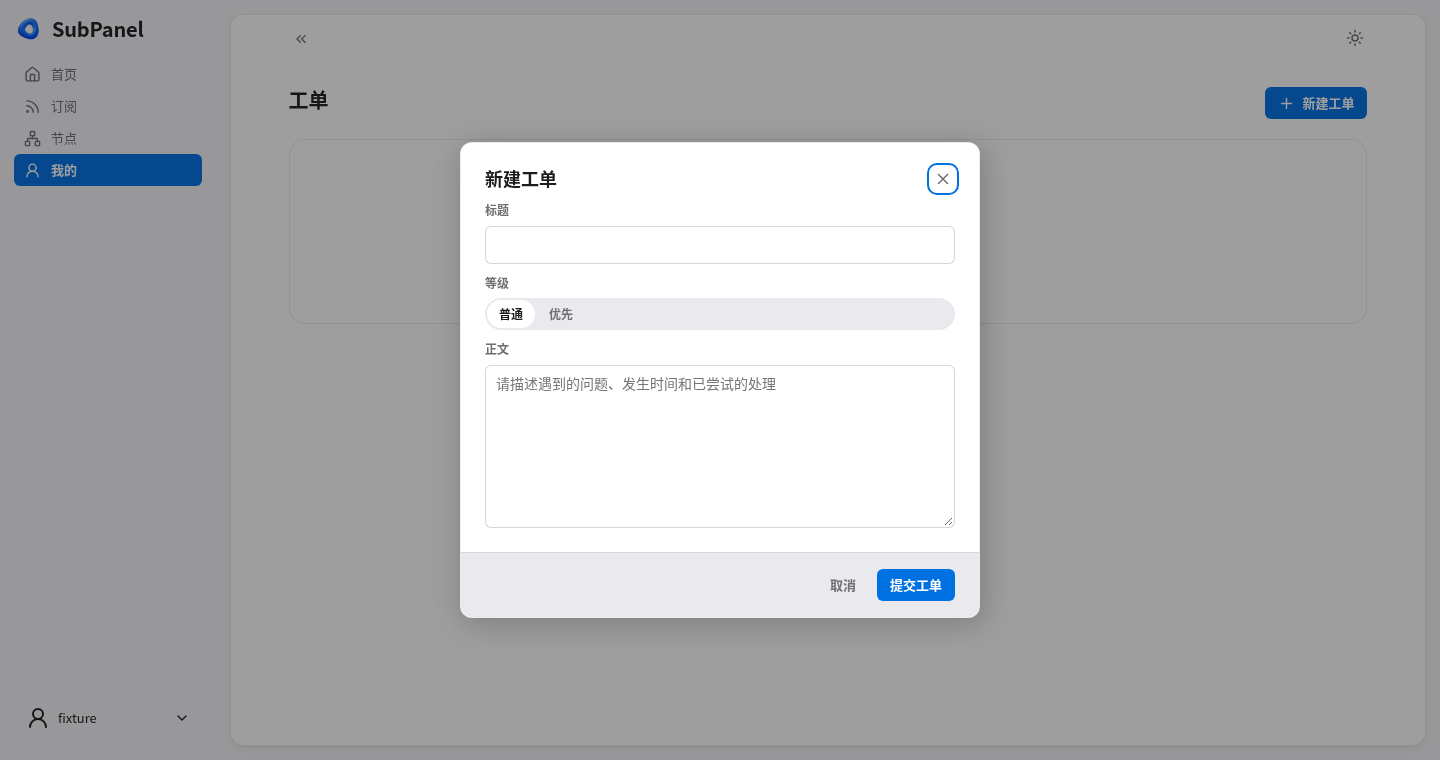 SubPanel
首页
订阅
节点
我的
工单
新建工单
新建工单
标题
等级
普通 优先
正文
请描述遇到的问题、发生时间和已尝试的处理
取消 提交工单
fixture